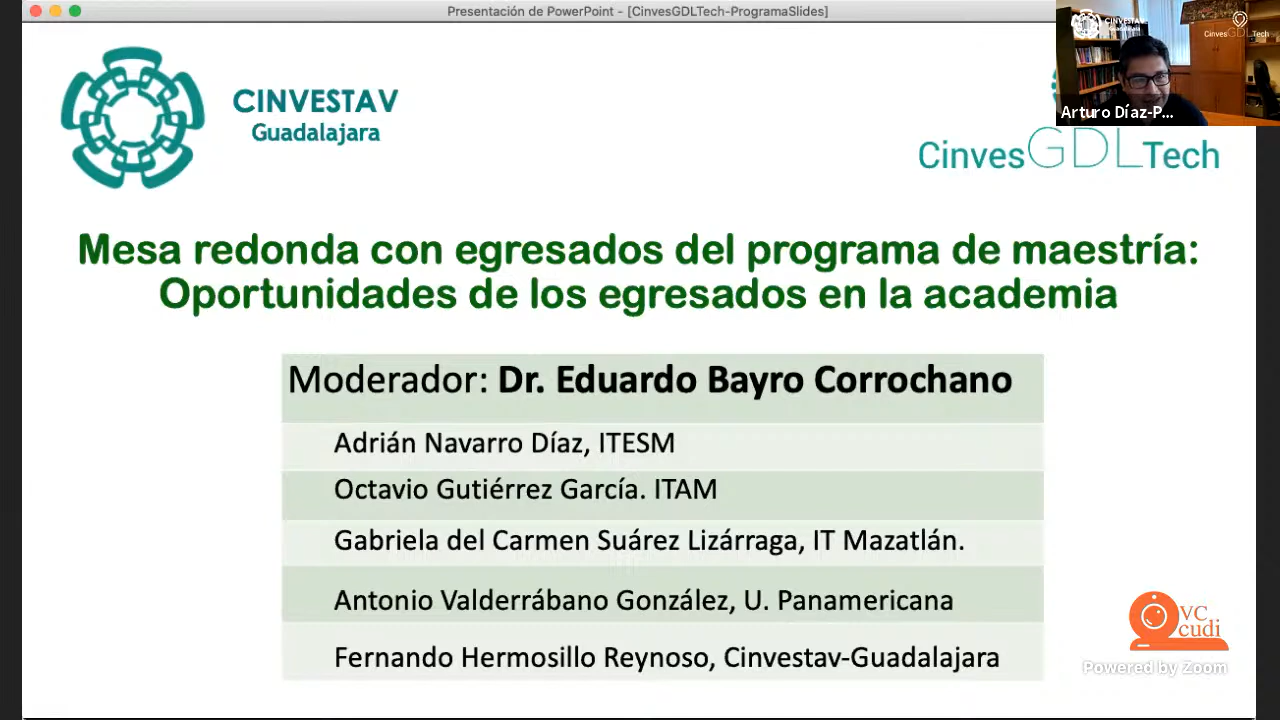 Presentación de PowerPoint - [CinvesGDLTech-ProgramaSlides]
CINVESTAV
Guadalajara
CINVESTAV
Guadalajara
CinvesGDLTech
Arturo Díaz-P...
CinvesGDLTech
Mesa redonda con egresados del programa de maestría:
Oportunidades de los egresados en la academia
Moderador: Dr. Eduardo Bayro Corrochano
Adrián Navarro Díaz, ITESM
Octavio Gutiérrez García. ITAM
Gabriela del Carmen Suárez Lizárraga, IT Mazatlán.
Antonio Valderrábano González, U. Panamericana
Fernando Hermosillo Reynoso, Cinvestav-Guadalajara
VC
cudi
Powered by Zoom